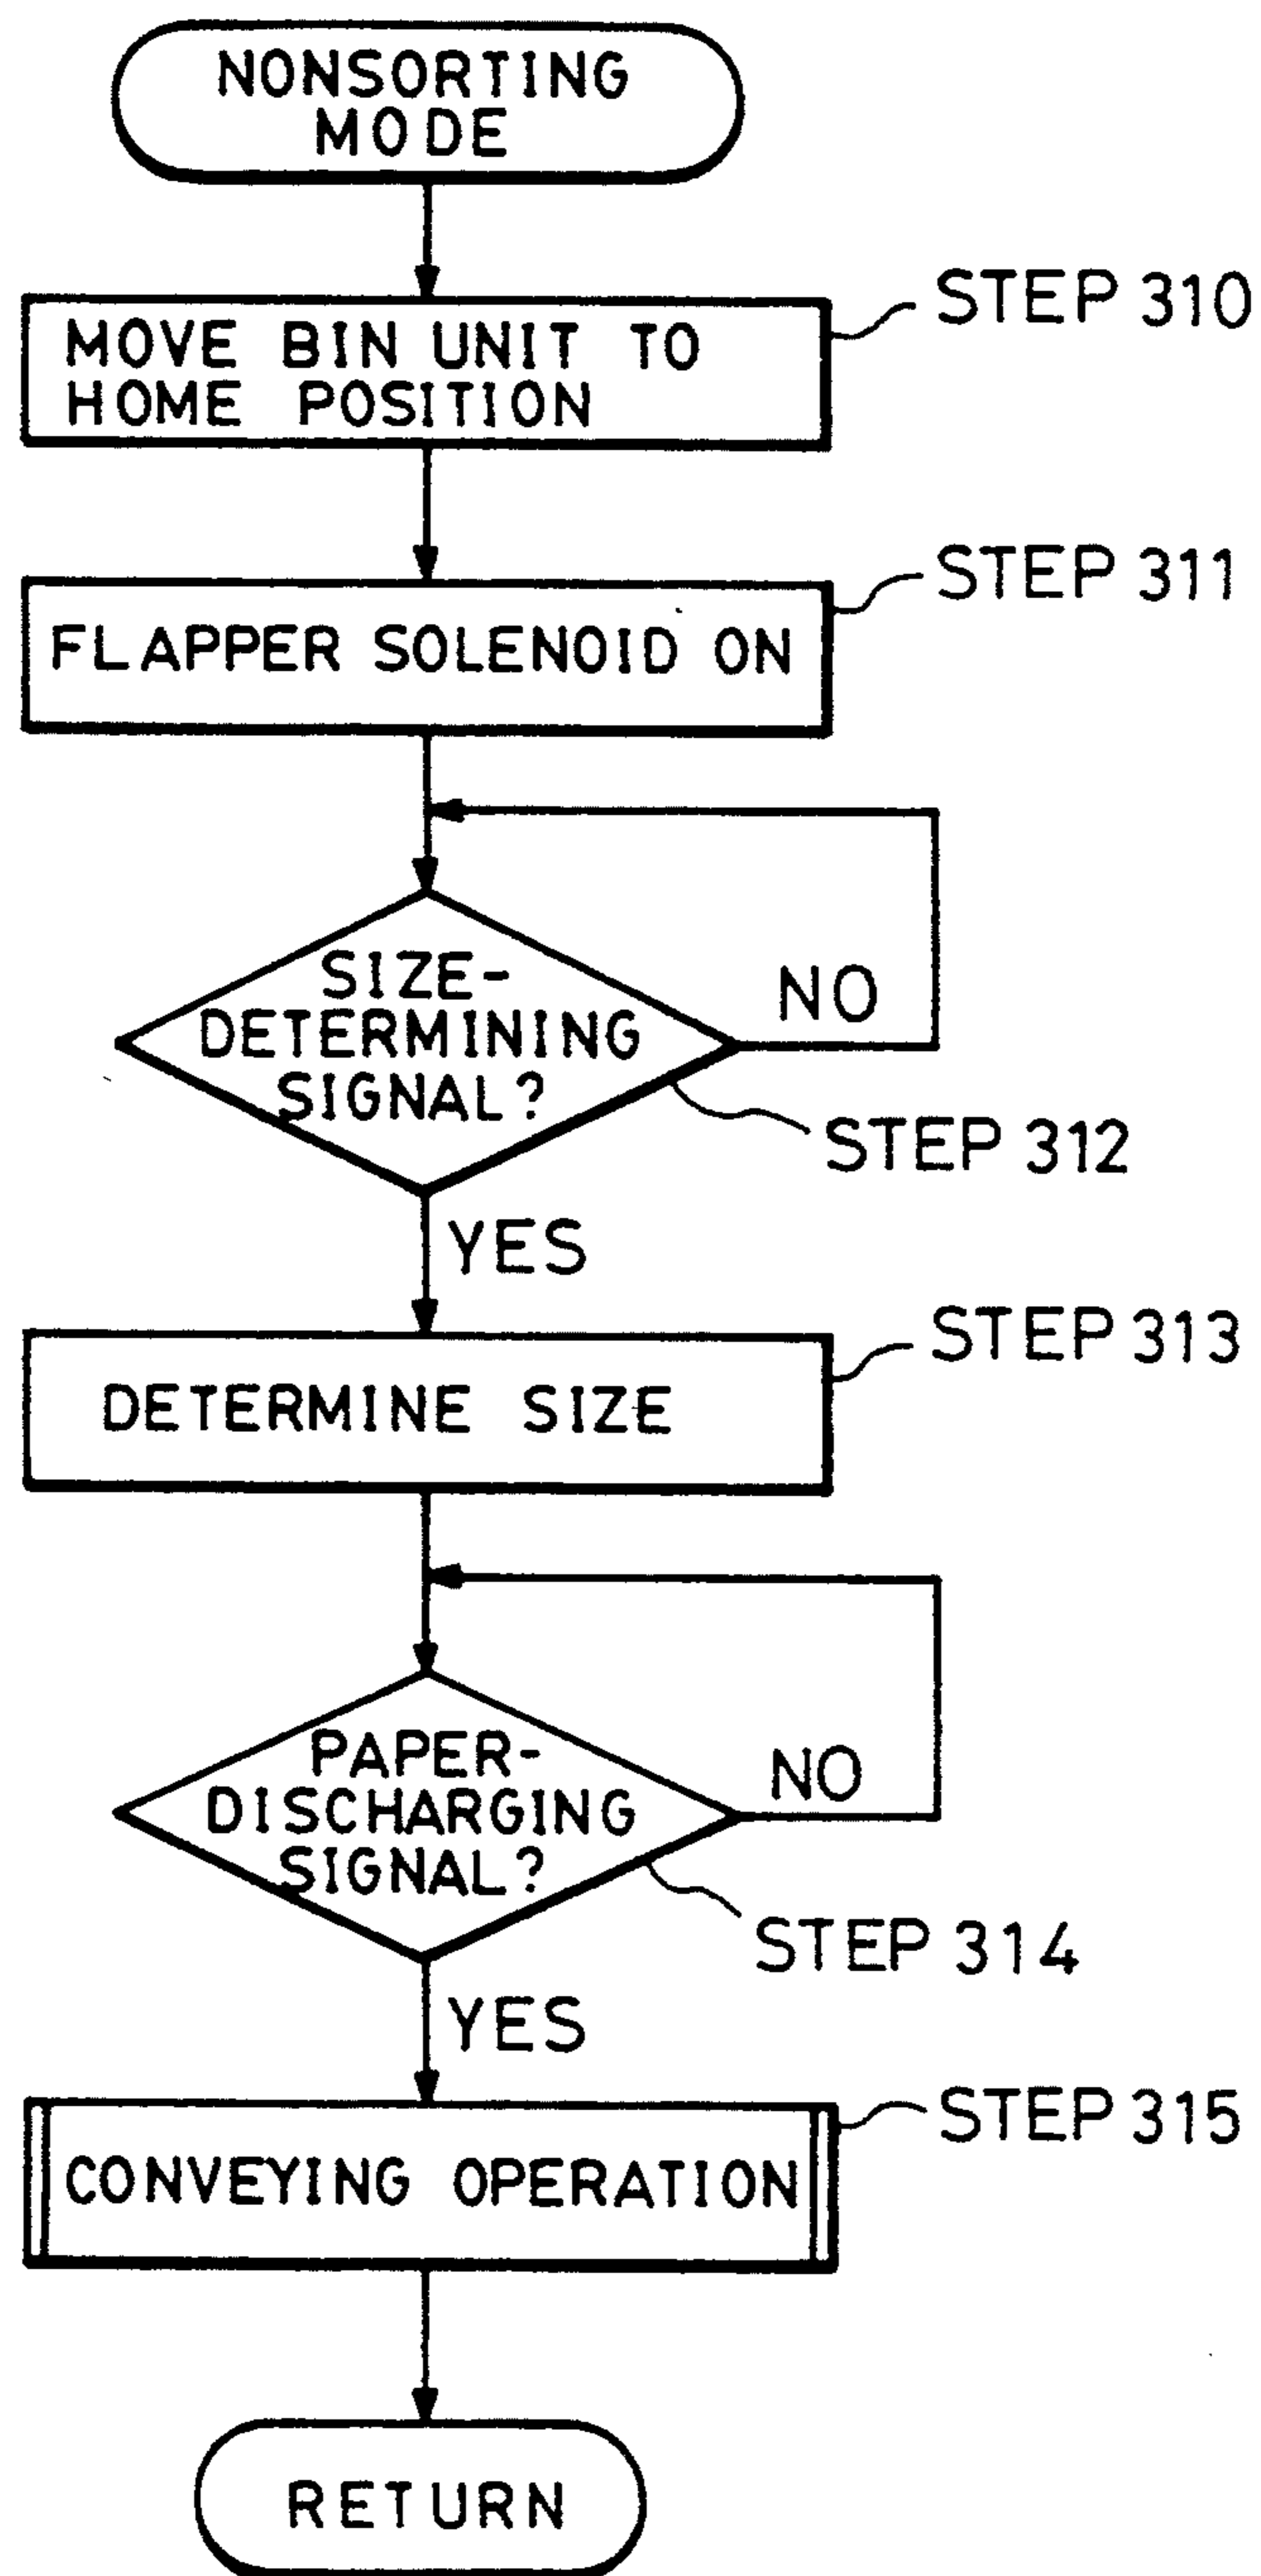 NONSORTING
MODE
STEP 310
MOVE BIN UNIT TO
HOME POSITION
STEP 311
FLAPPER SOLENOID ON
SIZE-
DETERMINING
SIGNAL?
NO
STEP 312
YES
STEP 313
DETERMINE SIZE
PAPER-
DISCHARGING
SIGNAL?
NO
STEP 314
YES
STEP 315
CONVEYING OPERATION
RETURN